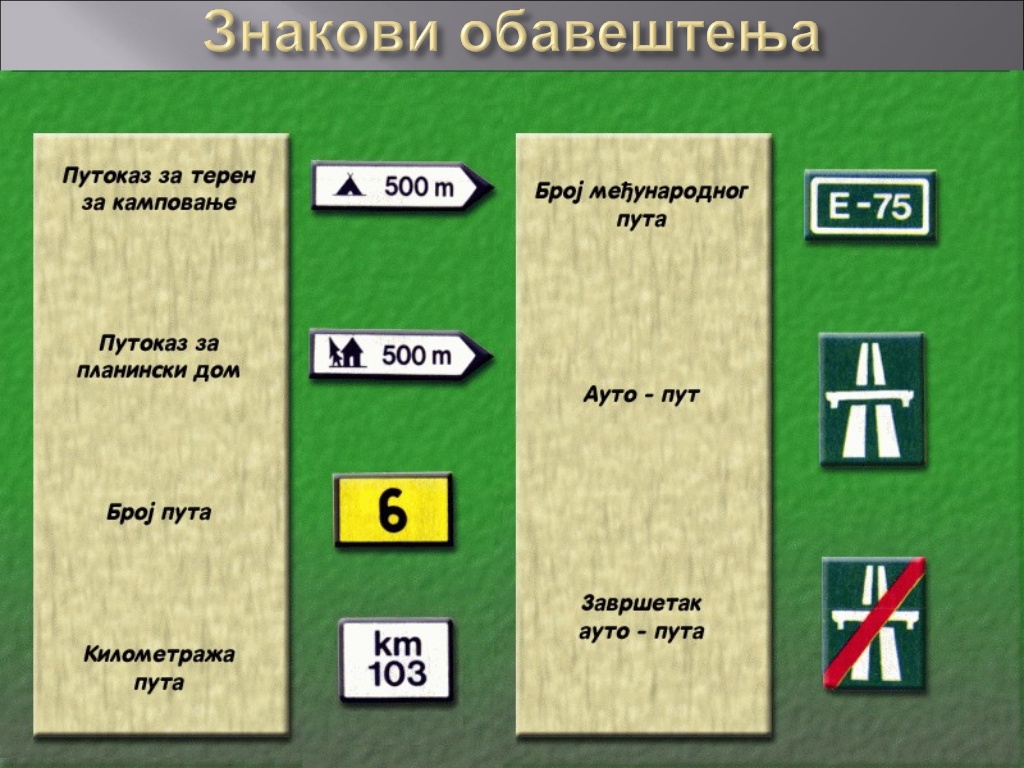 Знакови обавештења
Путоказ за терен
за камповање
500 m
Путоказ за
планински дом
500 m
Број пута
6
Километража
пута
km
103
Број међународног
пута
E-75
Ауто - пут
Завршетак
ауто - пута